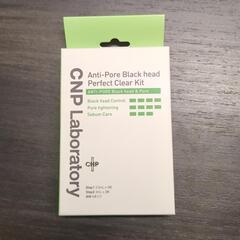 CNP Laboratory
Anti-Pore Black head
Perfect Clear Kit
ANTI-PORE Black head & Pore
Black head Control
Pore tightening
Sebum Care
CNP